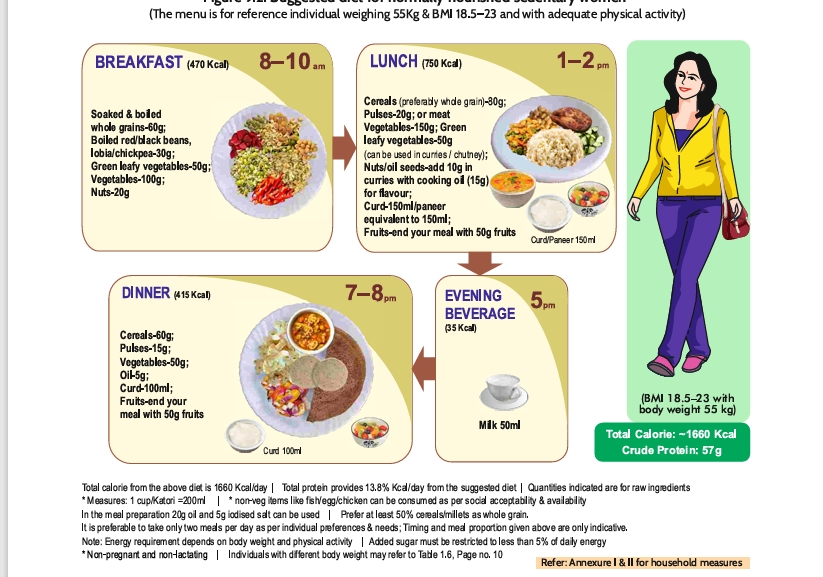 Figure 9.2: Suggested diet for normally nourished sedentary women
(The menu is for reference individual weighing 55Kg & BMI 18.5–23 and with adequate physical activity)
BREAKFAST (470 Kcal) 8–10 am
Soaked & boiled
whole grains-60g;
Boiled red/black beans,
lobia/chickpea-30g;
Green leafy vegetables-50g;
Vegetables-100g;
Nuts-20g
LUNCH (750 Kcal) 1–2 pm
Cereals (preferably whole grain)-80g;
Pulses-20g; or meat
Vegetables-150g; Green
leafy vegetables-50g
(can be used in curries / chutney);
Nuts/oil seeds-add 10g in
curries with cooking oil (15g)
for flavour;
Curd-150ml/paneer
equivalent to 150ml;
Fruits-end your meal with 50g fruits
Curd/Paneer 150ml
DINNER (415 Kcal) 7–8 pm
Cereals-60g;
Pulses-15g;
Vegetables-50g;
Oil-5g;
Curd-100ml;
Fruits-end your
meal with 50g fruits
Curd 100ml
EVENING 5 pm
BEVERAGE
(35 Kcal)
Milk 50ml
(BMI 18.5–23 with
body weight 55 kg)
Total Calorie: ~1660 Kcal
Crude Protein: 57g
Total calorie from the above diet is 1660 Kcal/day | Total protein provides 13.8% Kcal/day from the suggested diet | Quantities indicated are for raw ingredients
* Measures: 1 cup/Katori =200ml | * non-veg items like fish/egg/chicken can be consumed as per social acceptability & availability
In the meal preparation 20g oil and 5g iodised salt can be used | Prefer at least 50% cereals/millets as whole grain.
It is preferable to take only two meals per day as per individual preferences & needs; Timing and meal proportion given above are only indicative.
Note: Energy requirement depends on body weight and physical activity | Added sugar must be restricted to less than 5% of daily energy
* Non-pregnant and non-lactating | Individuals with different body weight may refer to Table 1.6, Page no. 10
Refer: Annexure I & II for household measures